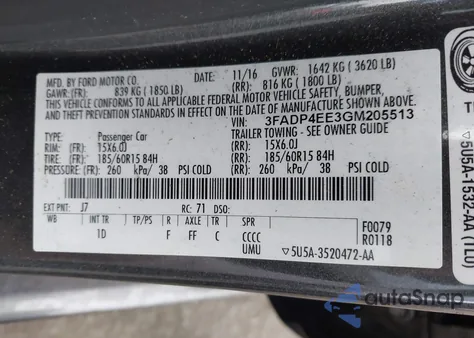 MFD. BY FORD MOTOR CO.
DATE: 11/16 GVWR: 1642 KG ( 3620 LB)
GAWR: (FR): 839 KG ( 1850 LB) (RR): 816 KG ( 1800 LB)
THIS VEHICLE CONFORMS TO ALL APPLICABLE FEDERAL MOTOR VEHICLE SAFETY, BUMPER,
AND THEFT PREVENTION STANDARDS IN EFFECT ON THE DATE OF MANUFACTURE SHOWN ABOVE.
VIN: 3FADP4EE3GM205513
TYPE: Passenger Car TRAILER TOWING - SEE OWNER GUIDE
RIM: (FR): 15X6.0J (RR): 15X6.0J
TIRE: (FR): 185/60R15 84H (RR): 185/60R15 84H
PRESSURE: (FR): 260 kPa/ 38 PSI COLD (RR): 260 kPa/ 38 PSI COLD
EXT PNT: J7 RC: 71 DSO:
WB INT TR TP/PS R AXLE TR SPR
1D F FF C CCCC
UMU
F0079
R0118
▽5U5A-3520472-AA
5U5A-15324AA (LD)
autoSnap